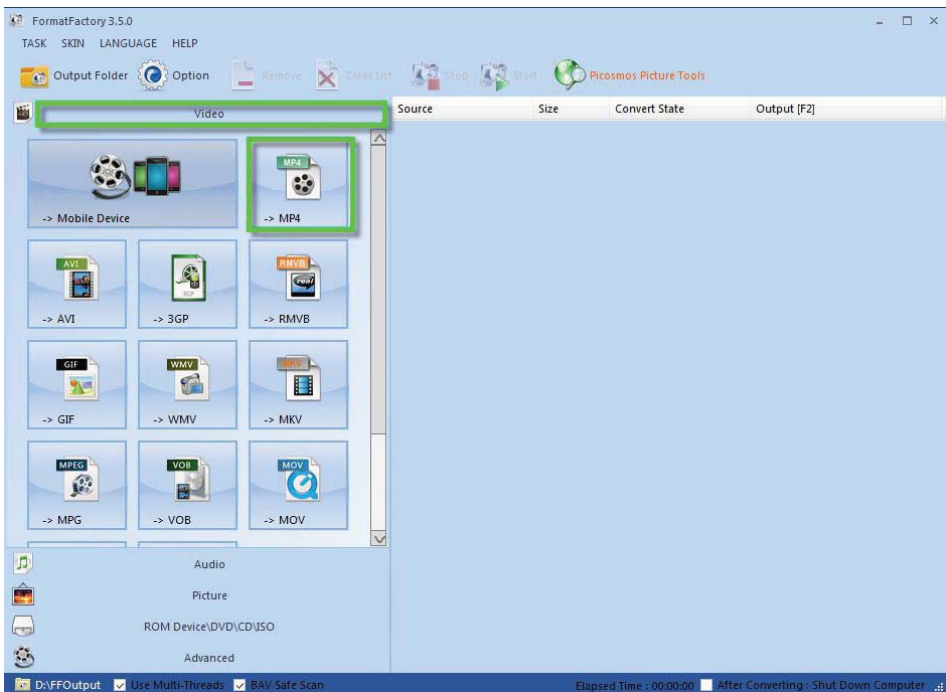 FormatFactory 3.5.0
TASK SKIN LANGUAGE HELP
Output Folder Option Remove Clear List Stop Start Picosmos Picture Tools
Video
Source Size Convert State Output [F2]
MP4
-> Mobile Device -> MP4
AVI 3GP RMVB real
-> AVI -> 3GP -> RMVB
GIF WMV MKV
-> GIF -> WMV -> MKV
MPEG VOB MOV
-> MPG -> VOB -> MOV
Audio
Picture
ROM Device\DVD\CD\ISO
Advanced
D:\FFOutput Use Multi-Threads BAV Safe Scan Elapsed Time : 00:00:00 After Converting : Shut Down Computer